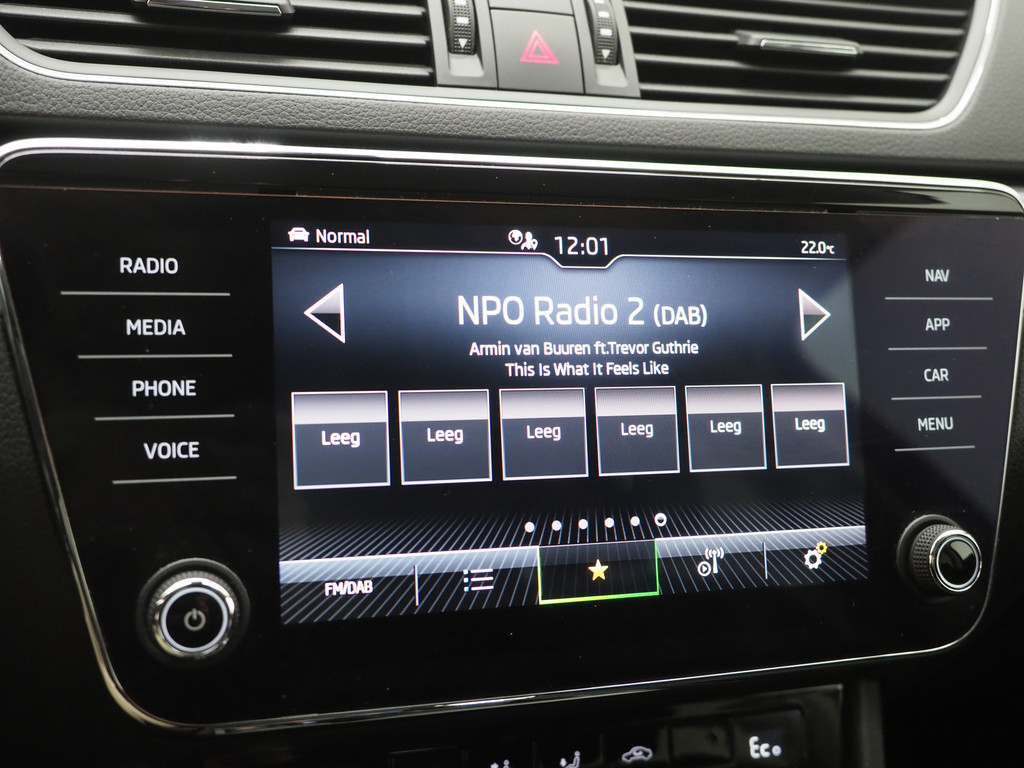 Normal
12:01
22.0°C
RADIO
MEDIA
PHONE
VOICE
NPO Radio 2 (DAB)
Armin van Buuren ft.Trevor Guthrie
This Is What It Feels Like
Leeg Leeg Leeg Leeg Leeg Leeg
FM/DAB
NAV
APP
CAR
MENU
Eco